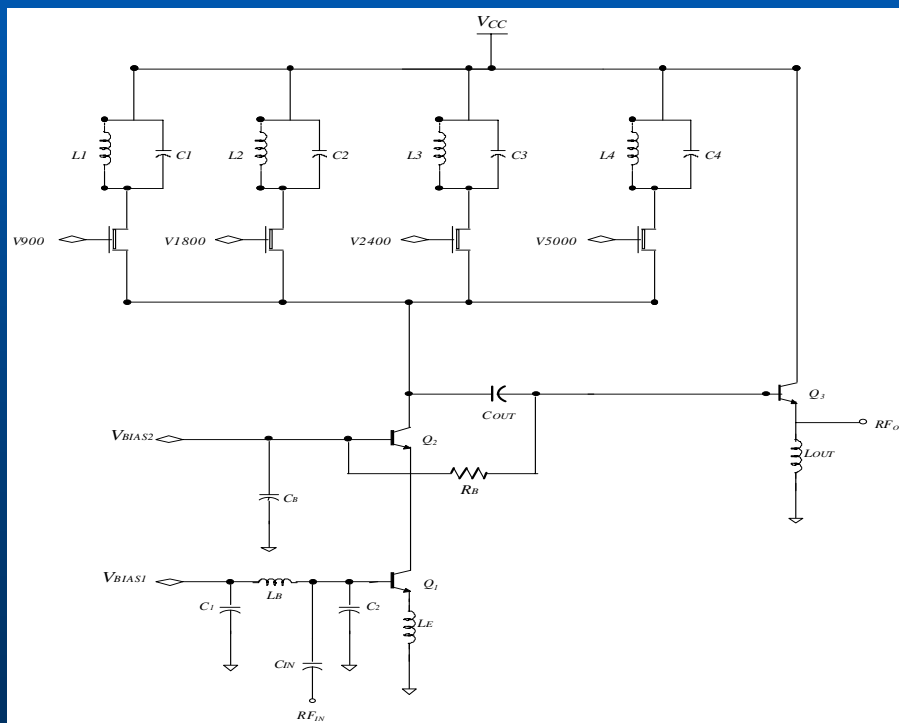 VCC
L1 C1 L2 C2 L3 C3 L4 C4
V900 V1800 V2400 V5000
COUT Q3
RFO
VBIAS2 Q2 LOUT
RB
CB
VBIAS1 Q1
LB
C1 C2 LE
CIN
RFIN